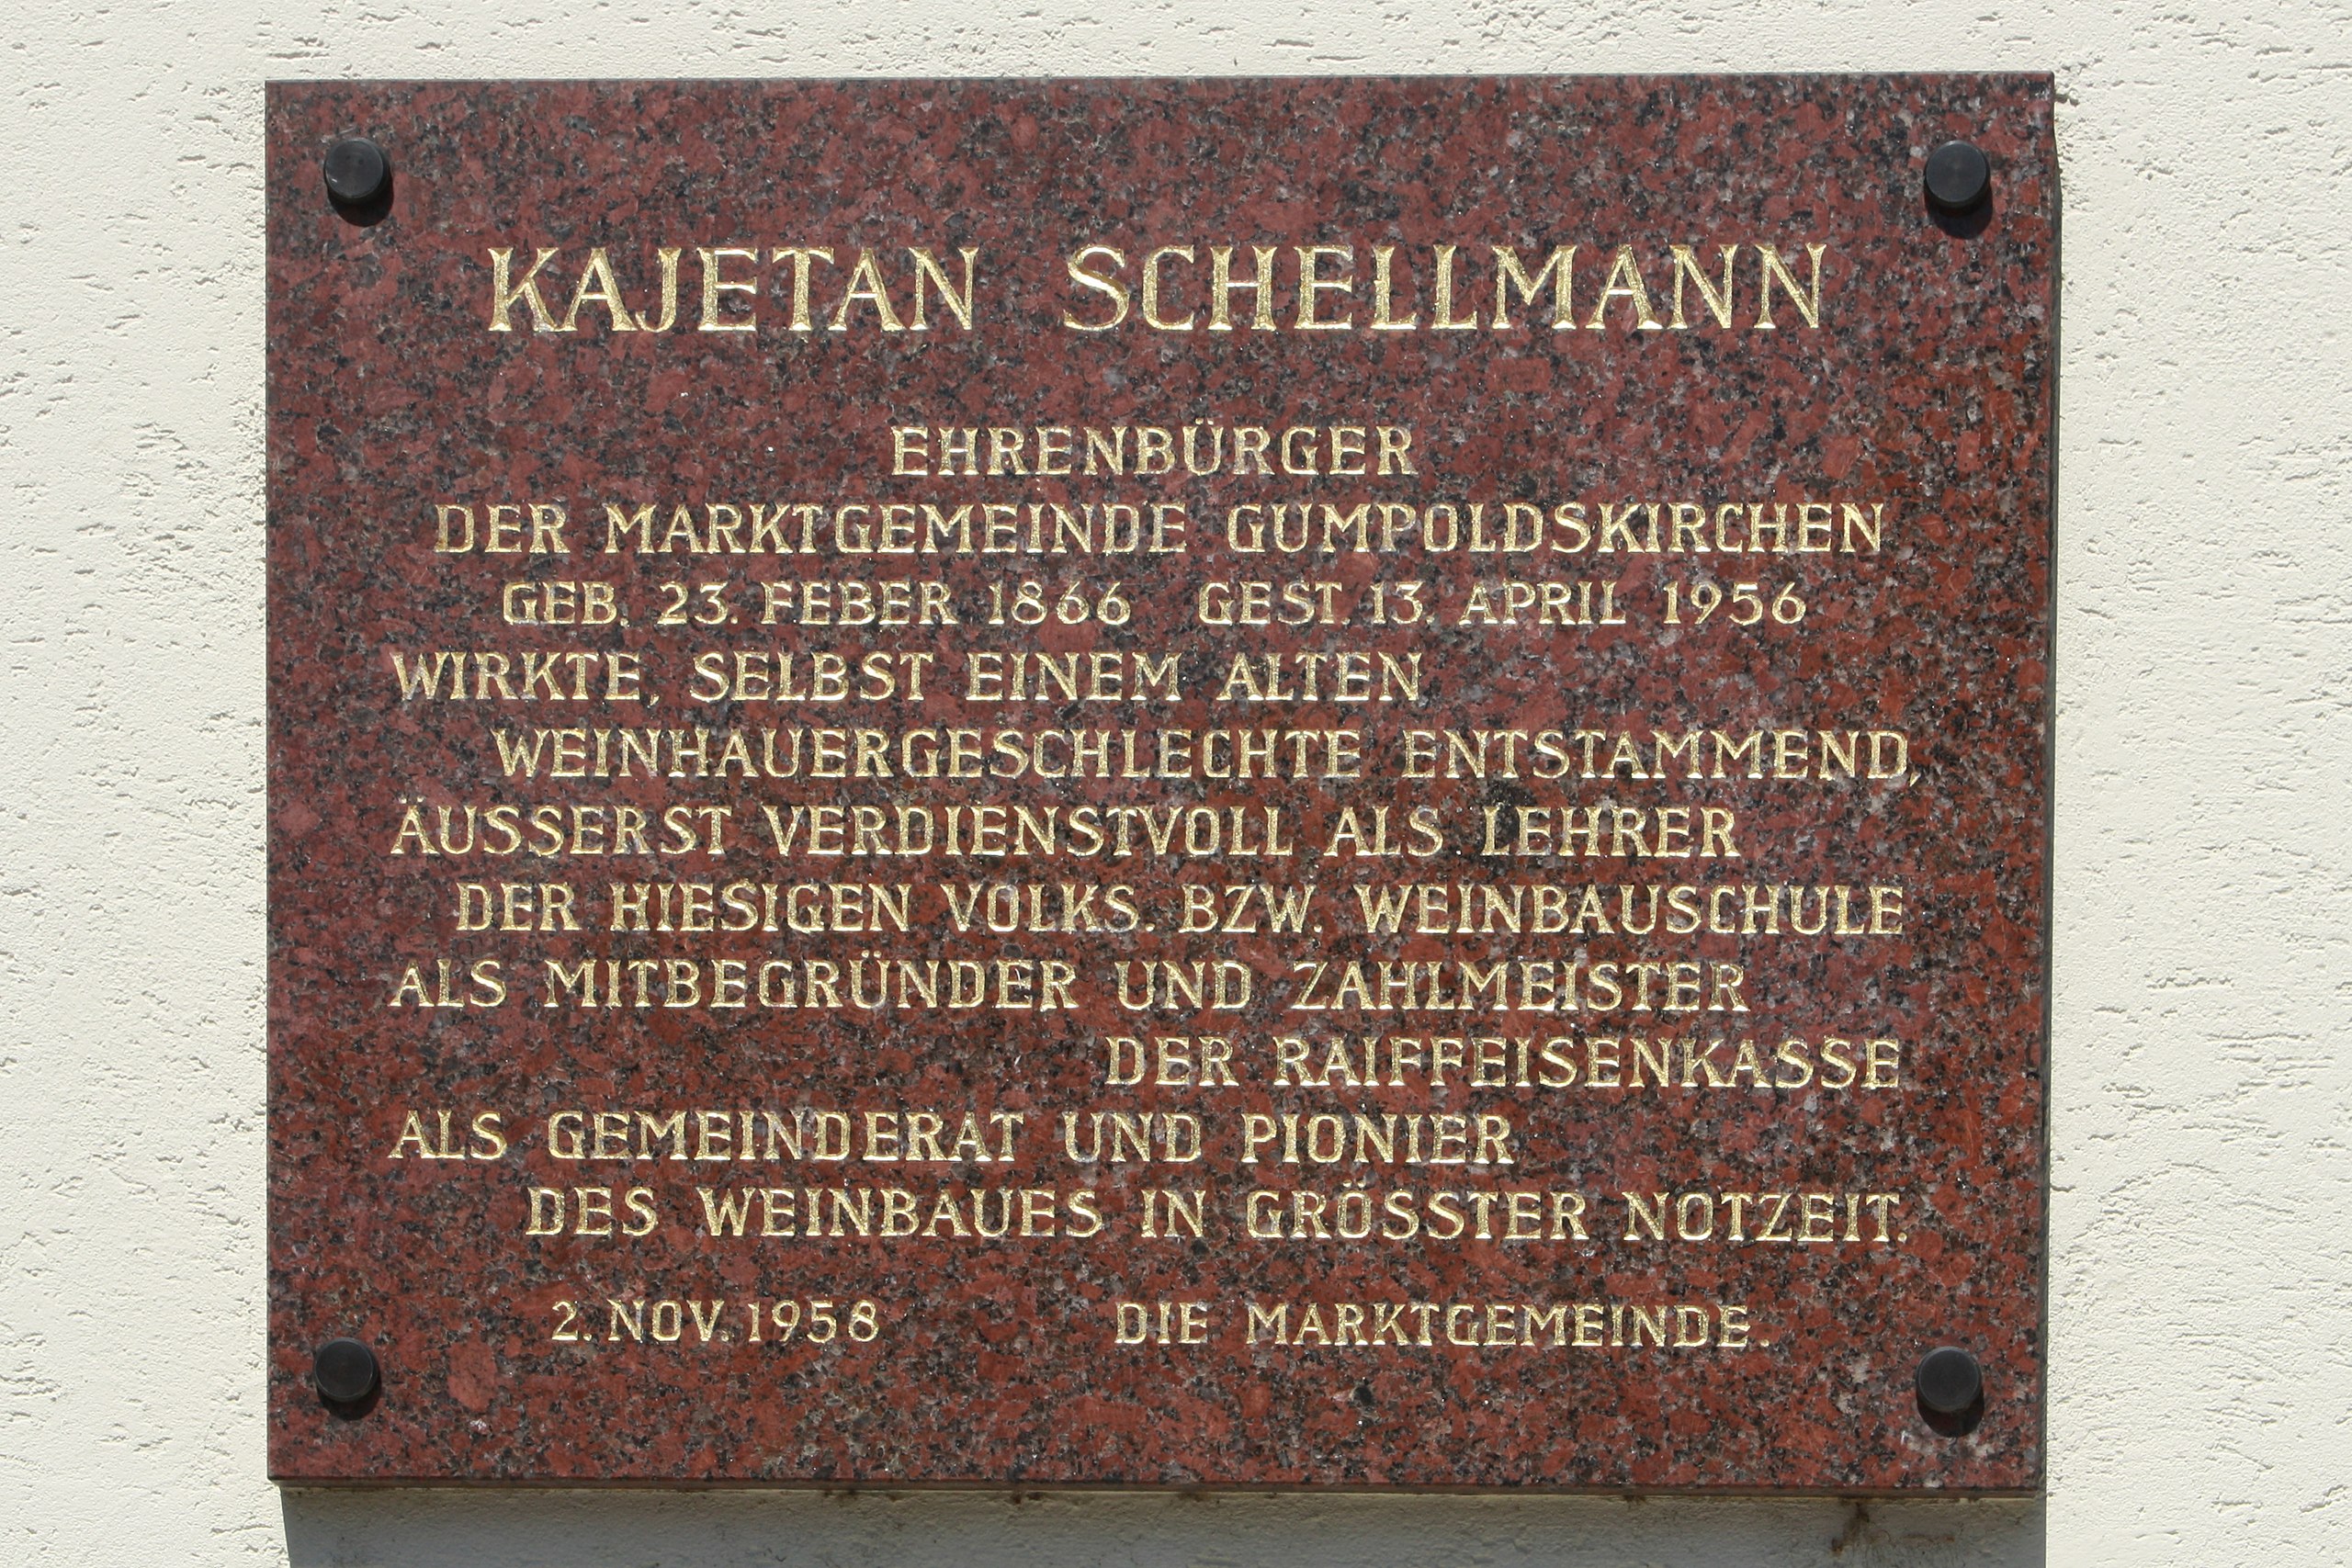 KAJETAN SCHELLMANN
EHRENBÜRGER
DER MARKTGEMEINDE GUMPOLDSKIRCHEN
GEB. 23. FEBER 1866 GEST. 13. APRIL 1956
WIRKTE, SELBST EINEM ALTEN
WEINHAUERGESCHLECHTE ENTSTAMMEND,
ÄUSSERST VERDIENSTVOLL ALS LEHRER
DER HIESIGEN VOLKS. BZW. WEINBAUSCHULE
ALS MITBEGRÜNDER UND ZAHLMEISTER
DER RAIFFEISENKASSE
ALS GEMEINDERAT UND PIONIER
DES WEINBAUES IN GRÖSSTER NOTZEIT.
2. NOV. 1958 DIE MARKTGEMEINDE.